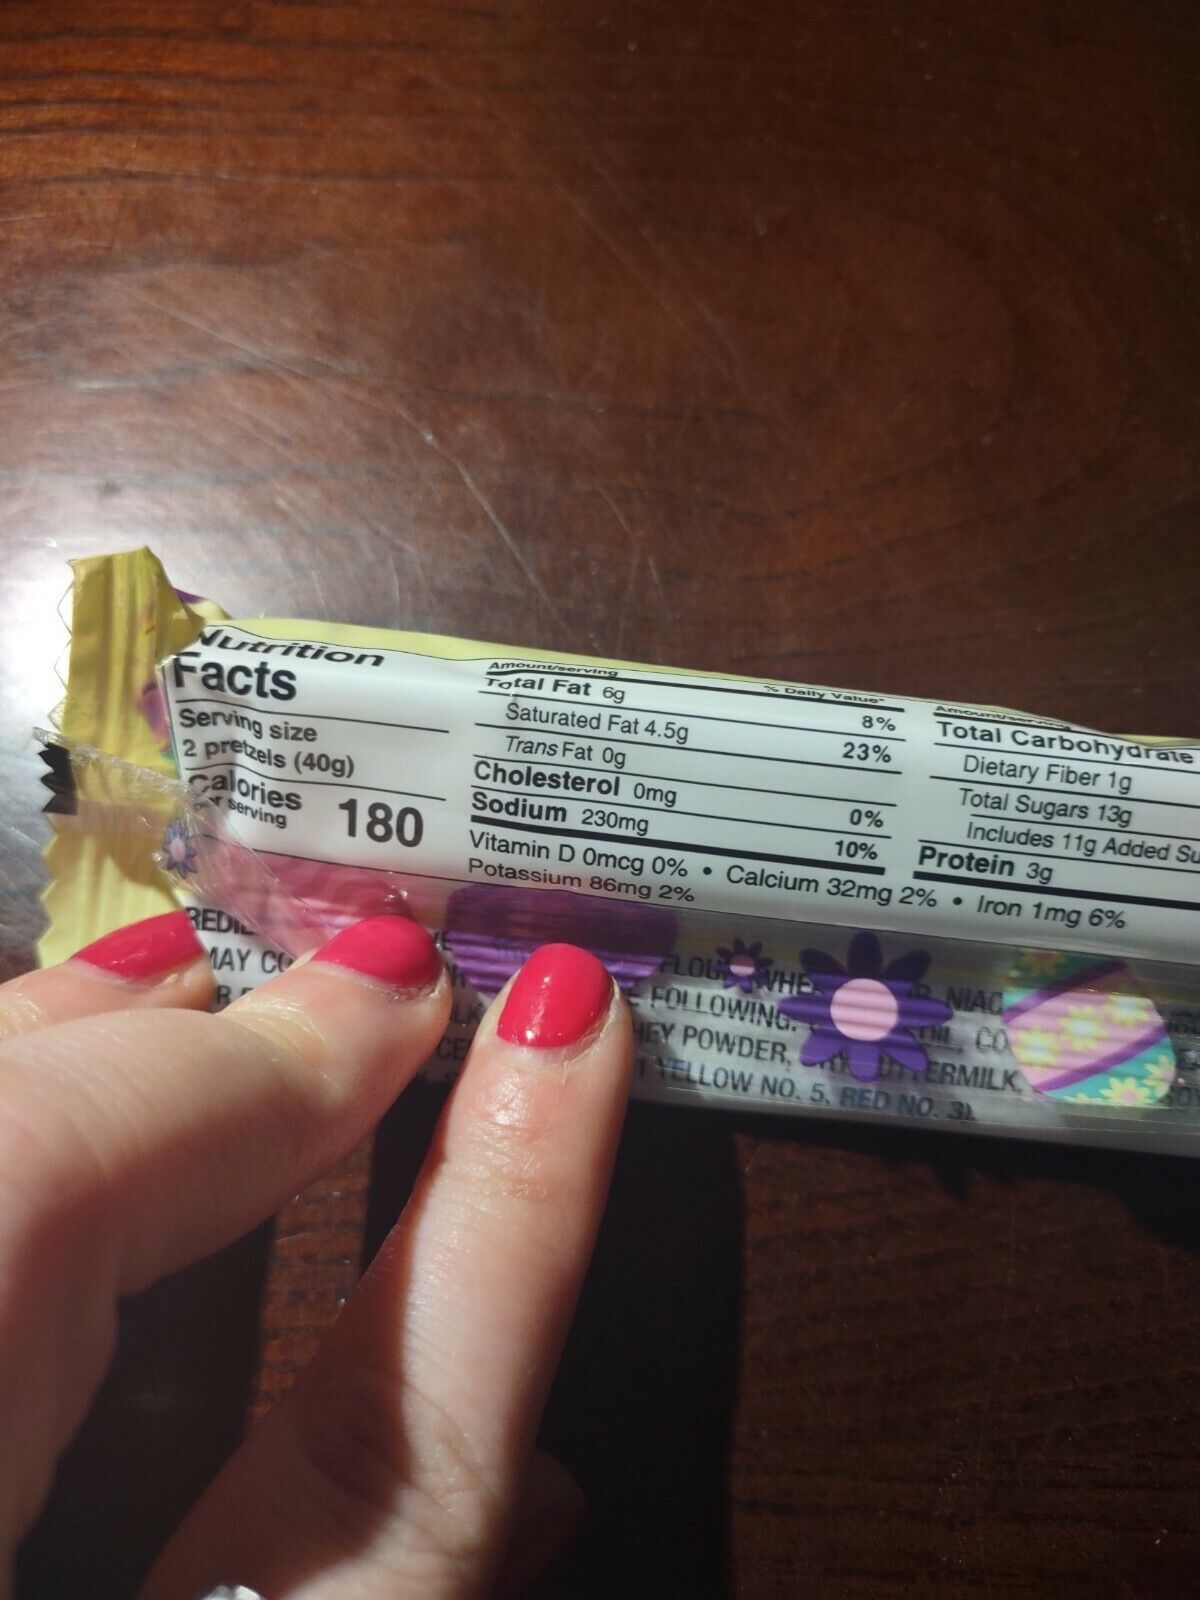 Nutrition
Facts
Serving size
2 pretzels (40g)
Calories
per serving
180
Amount/serving % Daily Value*
Total Fat 6g 8%
Saturated Fat 4.5g 23%
Trans Fat 0g
Cholesterol 0mg 0%
Sodium 230mg 10%
Amount/serving
Total Carbohydrate
Dietary Fiber 1g
Total Sugars 13g
Includes 11g Added Su
Protein 3g
Vitamin D 0mcg 0% • Calcium 32mg 2% • Iron 1mg 6%
Potassium 86mg 2%
MAY CO
FOLLOWING:
HEY POWDER,
YELLOW NO. 5, RED NO. 3)